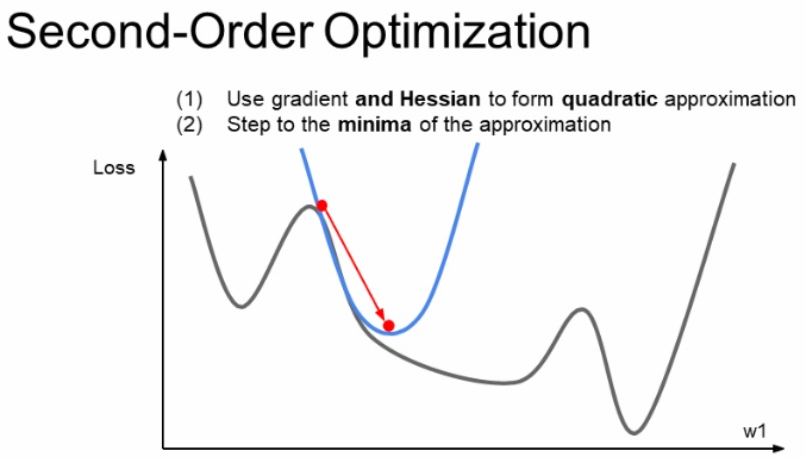 Second-Order Optimization
(1) Use gradient and Hessian to form quadratic approximation
(2) Step to the minima of the approximation
Loss
w1